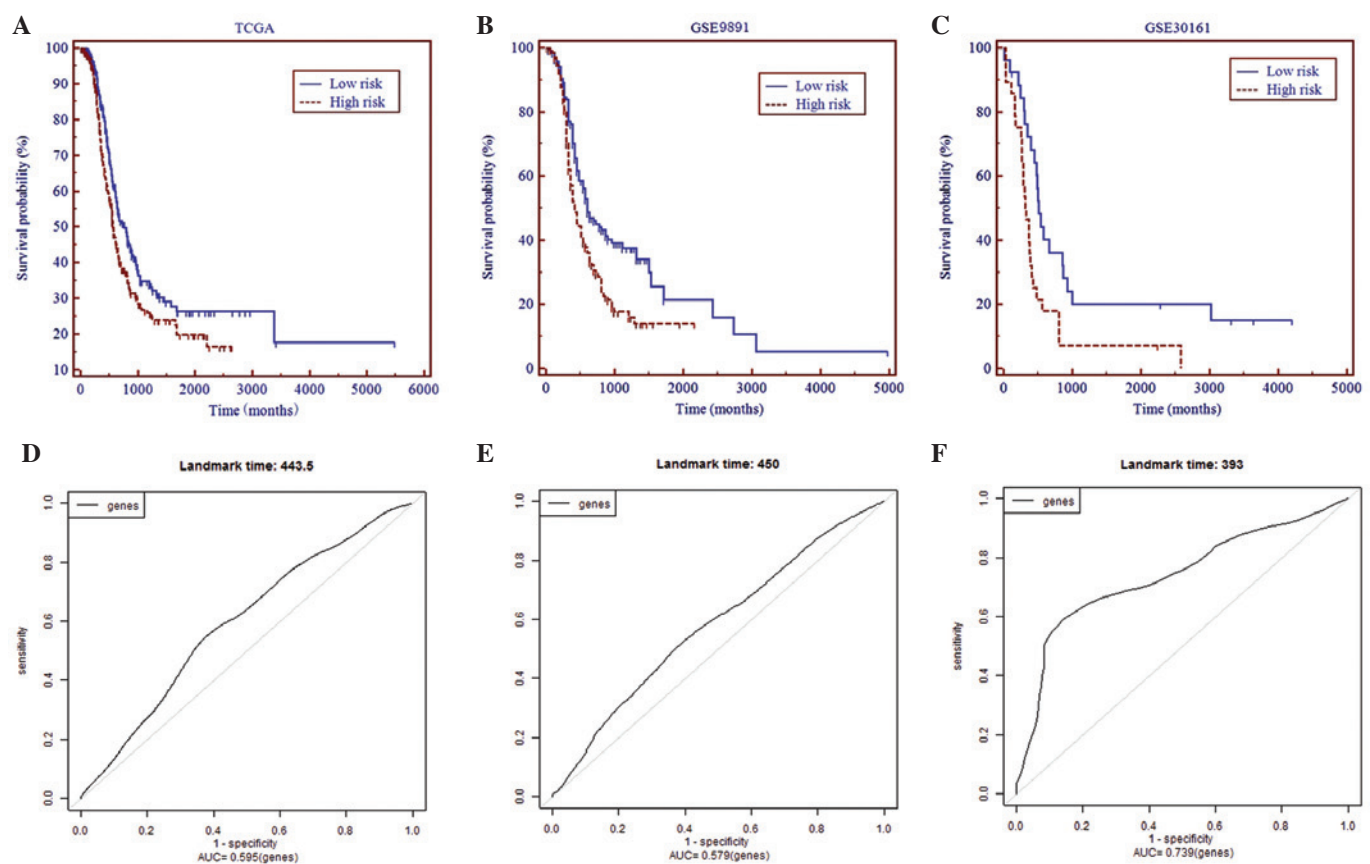 A
TCGA
Survival probability (%)
100
90
80
70
60
50
40
30
20
10
Low risk
High risk
0 1000 2000 3000 4000 5000 6000
Time (months)
B
GSE9891
Survival probability (%)
100
80
60
40
20
0
Low risk
High risk
0 1000 2000 3000 4000 5000
Time (months)
C
GSE30161
Survival probability (%)
100
80
60
40
20
0
Low risk
High risk
0 1000 2000 3000 4000 5000
Time (months)
D
Landmark time: 443.5
genes
sensitivity
1.0
0.8
0.6
0.4
0.2
0.0
0.0 0.2 0.4 0.6 0.8 1.0
1 - specificity
AUC= 0.595(genes)
E
Landmark time: 450
genes
sensitivity
1.0
0.8
0.6
0.4
0.2
0.0
0.0 0.2 0.4 0.6 0.8 1.0
1 - specificity
AUC= 0.579(genes)
F
Landmark time: 393
genes
sensitivity
1.0
0.8
0.6
0.4
0.2
0.0
0.0 0.2 0.4 0.6 0.8 1.0
1 - specificity
AUC= 0.739(genes)